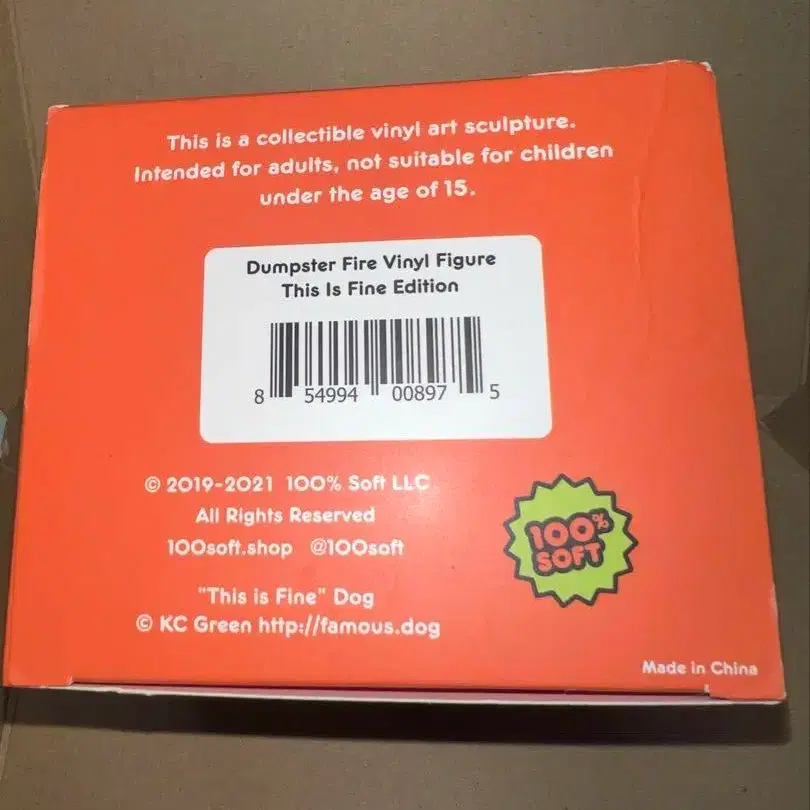 This is a collectible vinyl art sculpture.
Intended for adults, not suitable for children
under the age of 15.
Dumpster Fire Vinyl Figure
This Is Fine Edition
8 54994 00897 5
© 2019-2021 100% Soft LLC
All Rights Reserved
100soft.shop @100soft
"This is Fine" Dog
© KC Green http://famous.dog
100%
SOFT
Made in China